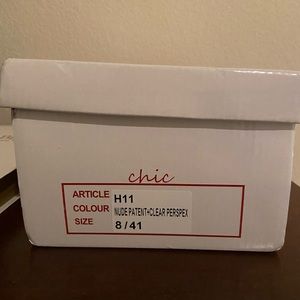 chic
ARTICLE H11
COLOUR NUDE PATENT+CLEAR PERSPEX
SIZE 8/41